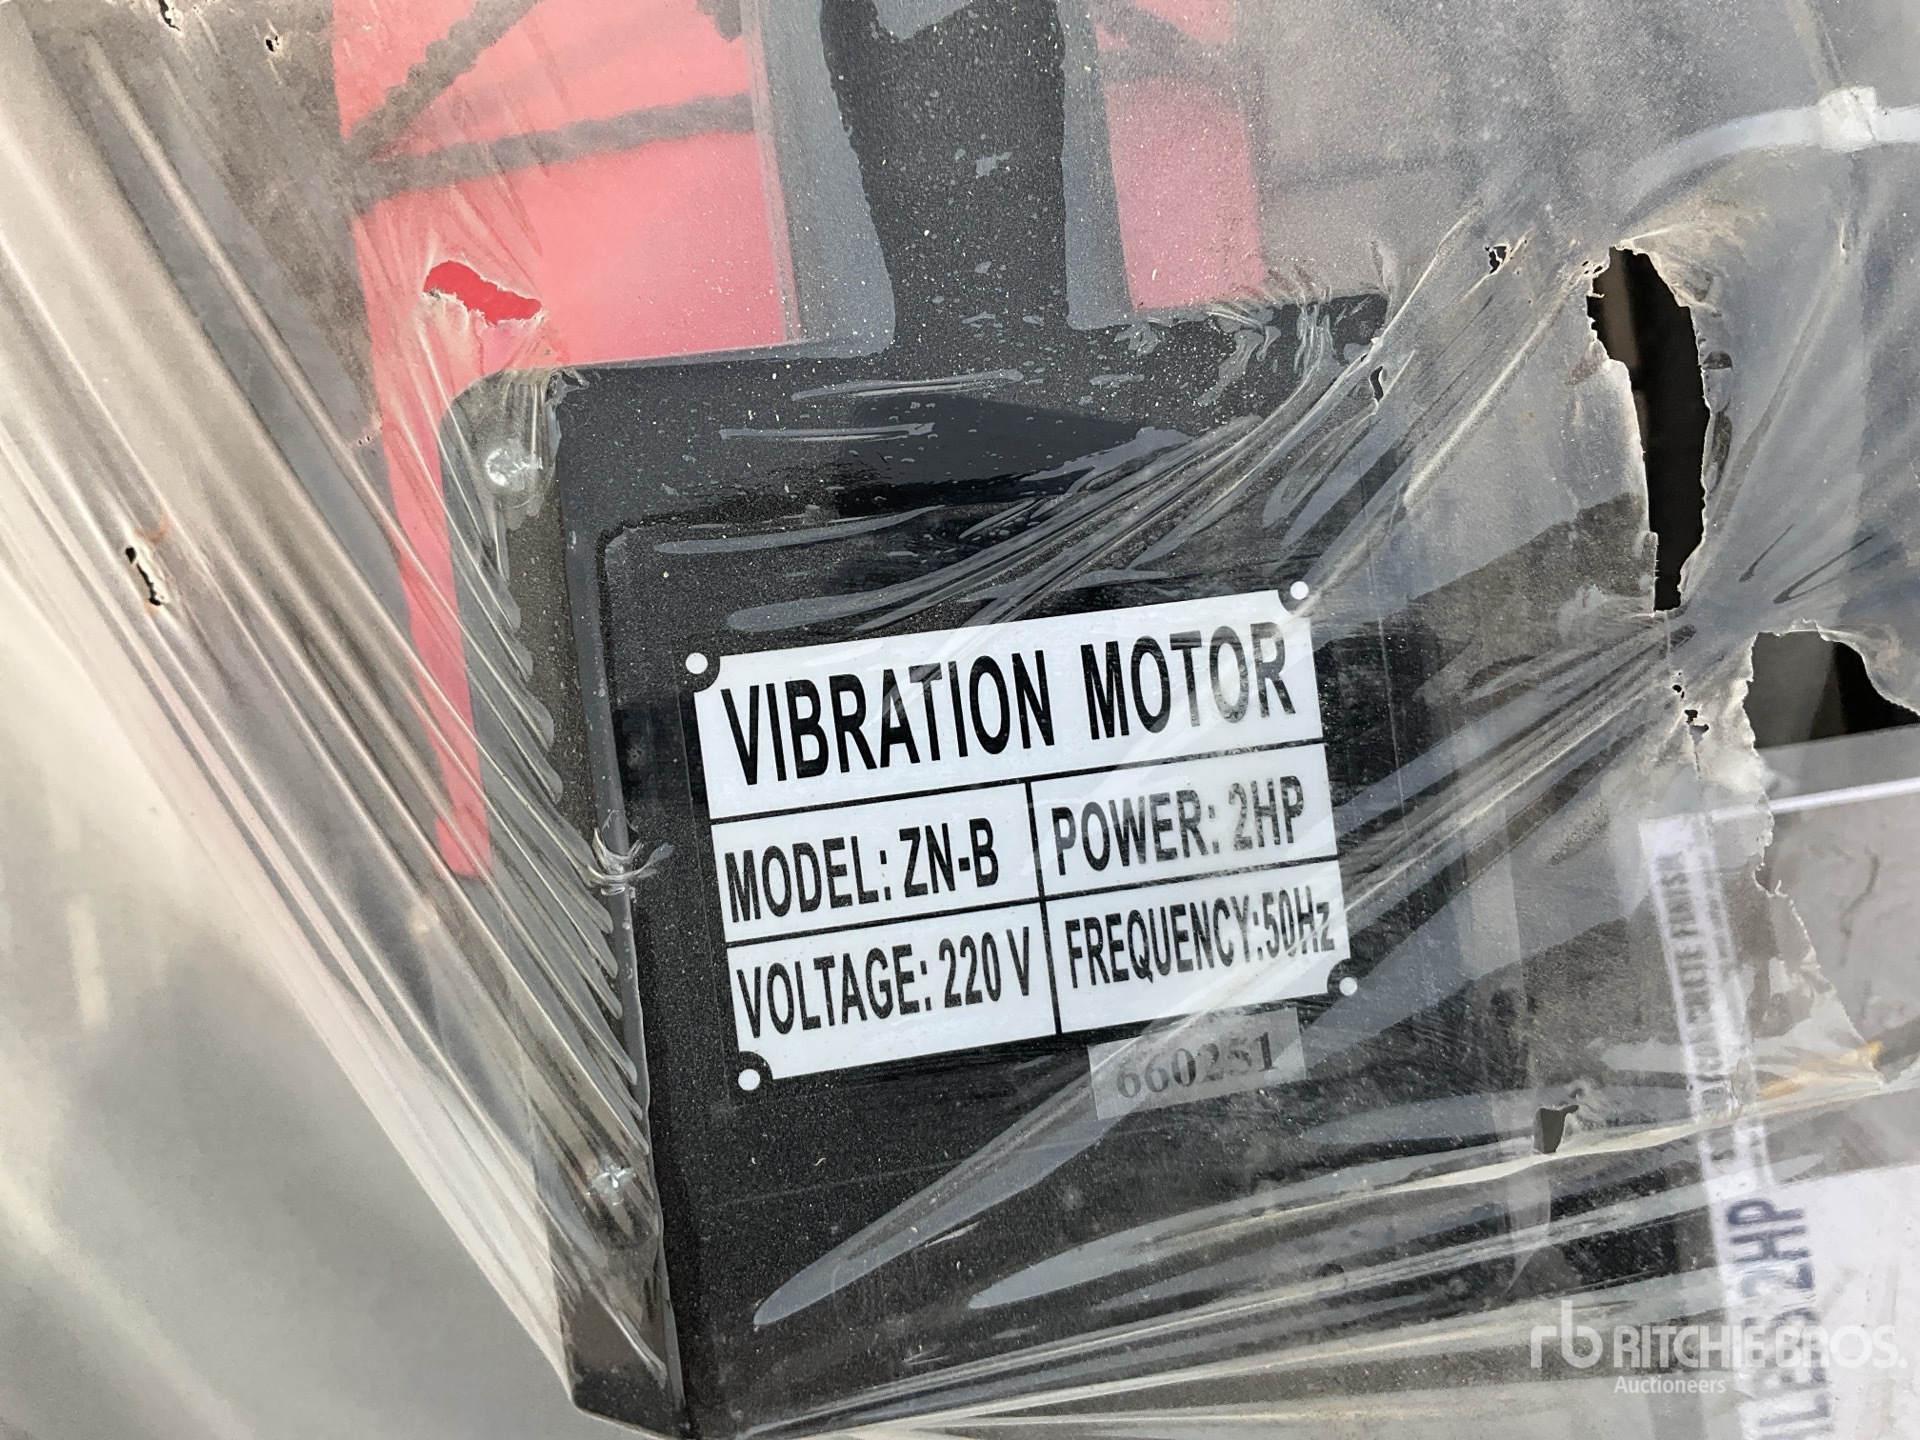 VIBRATION MOTOR
MODEL: ZN-B
POWER: 2HP
VOLTAGE: 220 V
FREQUENCY:50Hz
660251
2HP
rb RITCHIE BROS.
Auctioneers